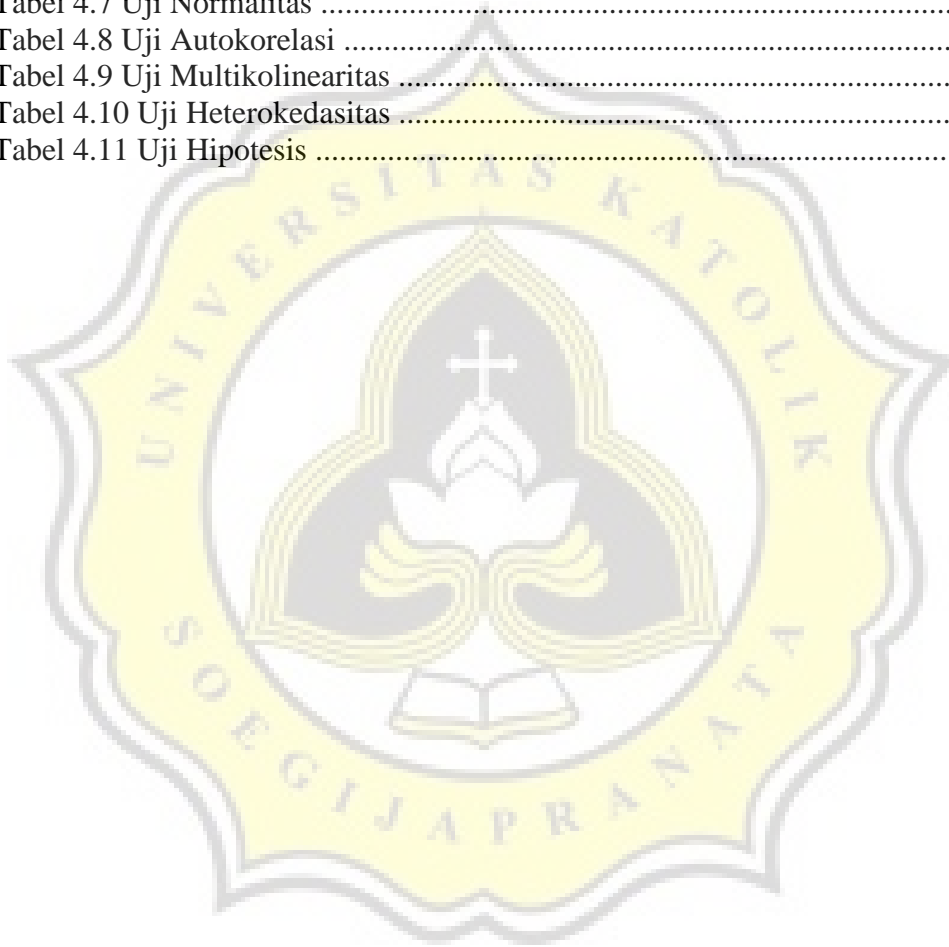 Tabel 4.7 Uji Normalitas ....................................................................................
Tabel 4.8 Uji Autokorelasi .................................................................................
Tabel 4.9 Uji Multikolinearitas .........................................................................
Tabel 4.10 Uji Heterokedasitas .........................................................................
Tabel 4.11 Uji Hipotesis .....................................................................................
UNIVERSITAS KATOLIK
SOEGIJAPRANATA